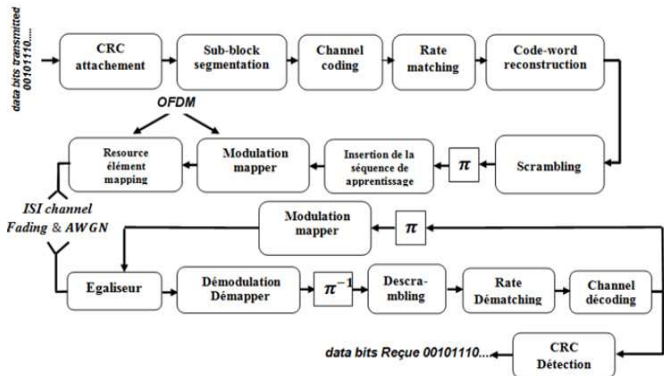 data bits transmitted
00101110.....
CRC
attachement
Sub-block
segmentation
Channel
coding
Rate
matching
Code-word
reconstruction
OFDM
Resource
élément
mapping
Modulation
mapper
Insertion de la
séquence de
apprentissage
π
Scrambling
ISI channel
Fading & AWGN
Modulation
mapper
π
Egaliseur
Démodulation
Démapper
π⁻¹
Descra-
mbling
Rate
Dématching
Channel
décoding
data bits Reçue 00101110....
CRC
Détection